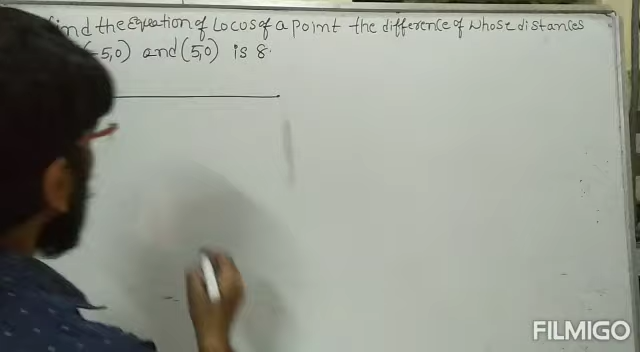 find the Equation of Locus of a point the difference of whose distances
(-5,0) and (5,0) is 8.
FILMIGO